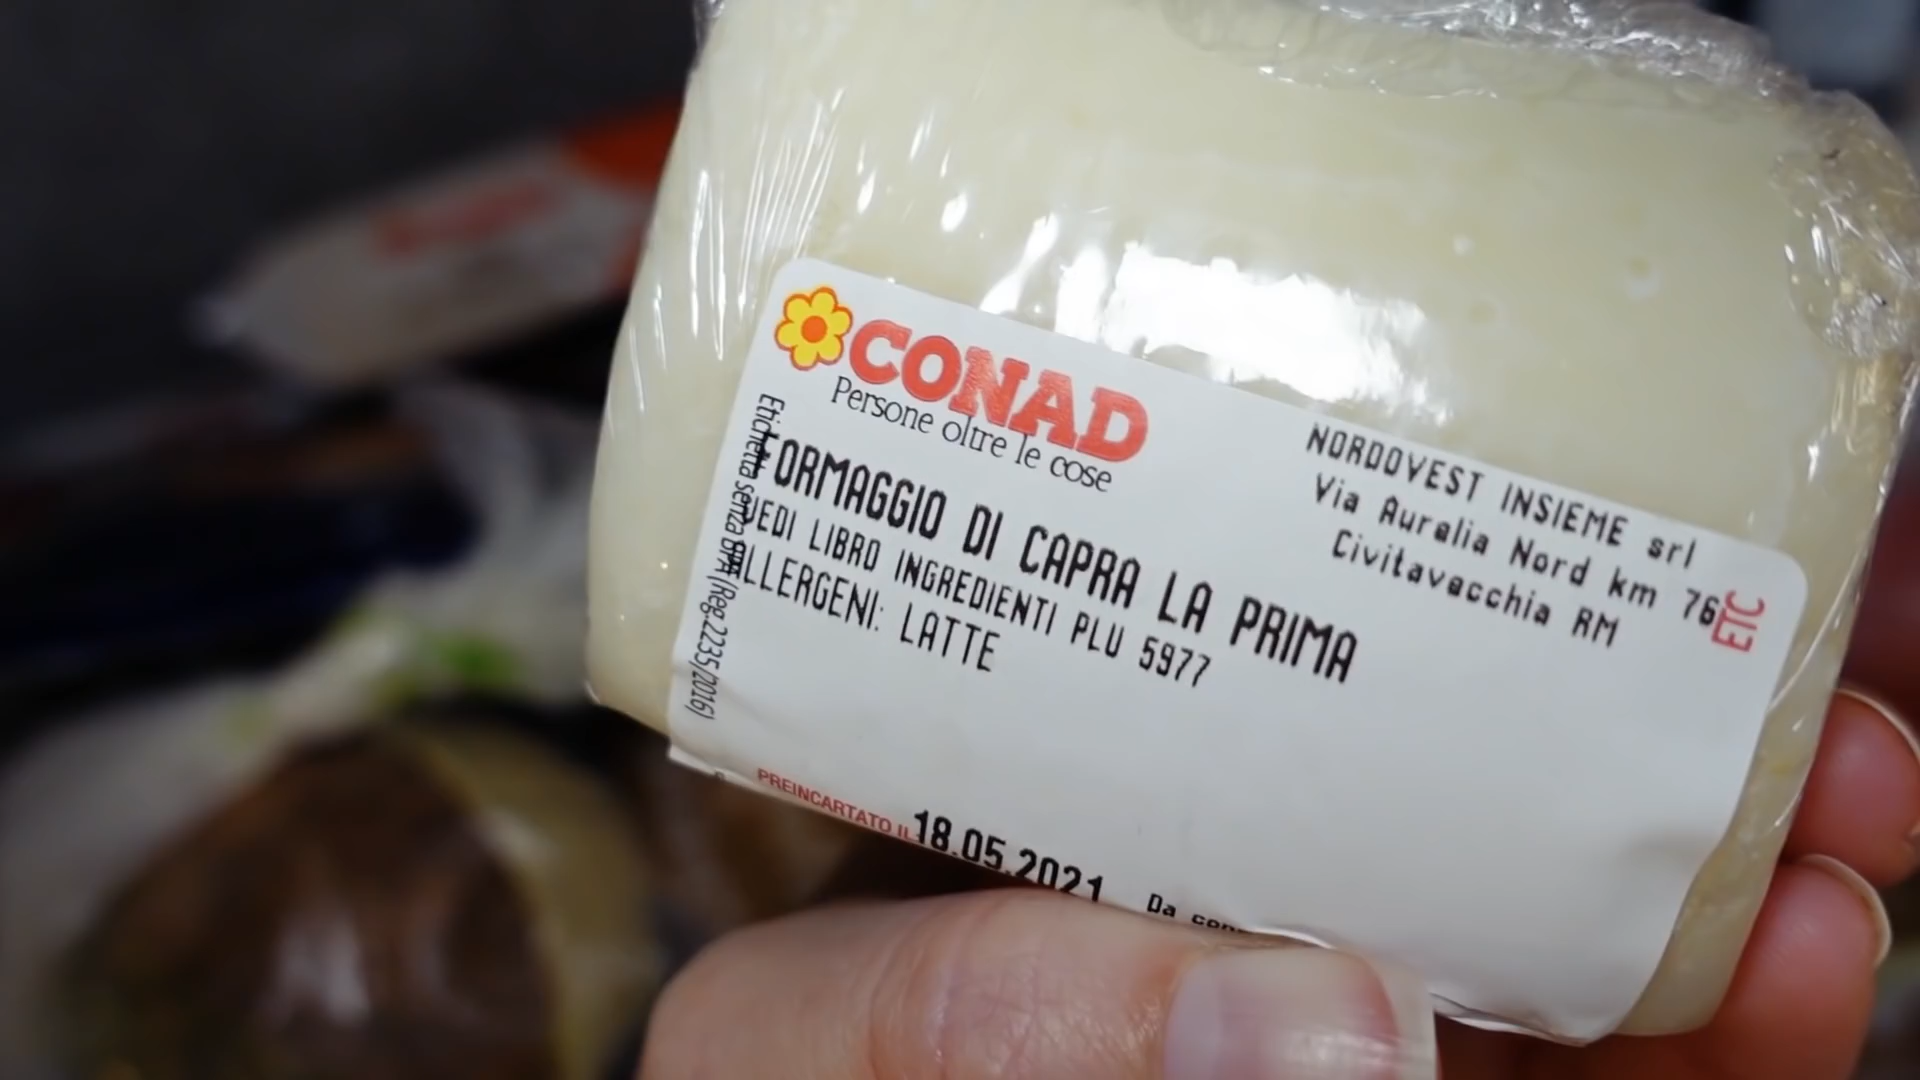 CONAD
Persone oltre le cose
NORDOVEST INSIEME srl
Via Aurelia Nord km 76
Civitavecchia RM
FORMAGGIO DI CAPRA LA PRIMA
VEDI LIBRO INGREDIENTI PLU 5977
ALLERGENI: LATTE
Etichetta senza BPA (Reg.2235/2016)
PREINCARTATO IL 18.05.2021
Da